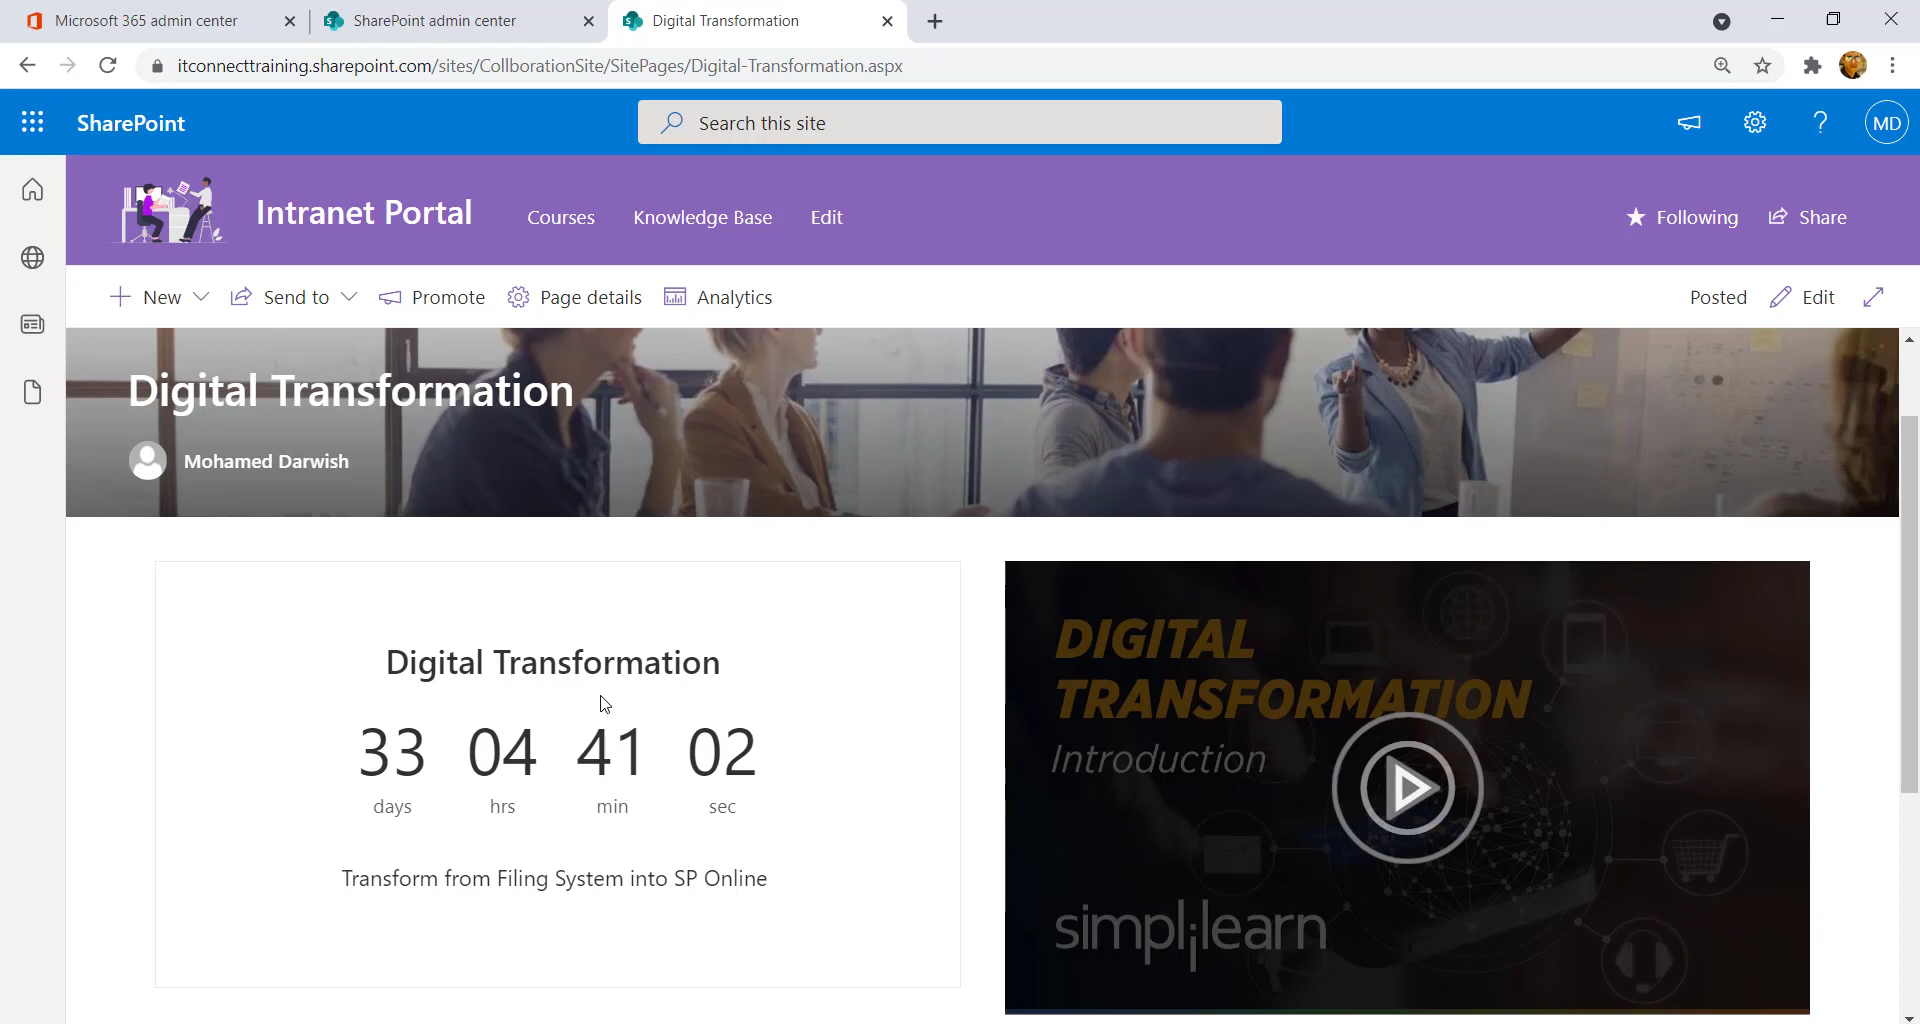 Microsoft 365 admin center
SharePoint admin center
Digital Transformation
itconnecttraining.sharepoint.com/sites/CollborationSite/SitePages/Digital-Transformation.aspx
SharePoint
Search this site
MD
Intranet Portal
Courses
Knowledge Base
Edit
Following
Share
New
Send to
Promote
Page details
Analytics
Posted
Edit
Digital Transformation
Mohamed Darwish
Digital Transformation
33 04 41 02
days hrs min sec
Transform from Filing System into SP Online
DIGITAL
TRANSFORMATION
Introduction
simplilearn